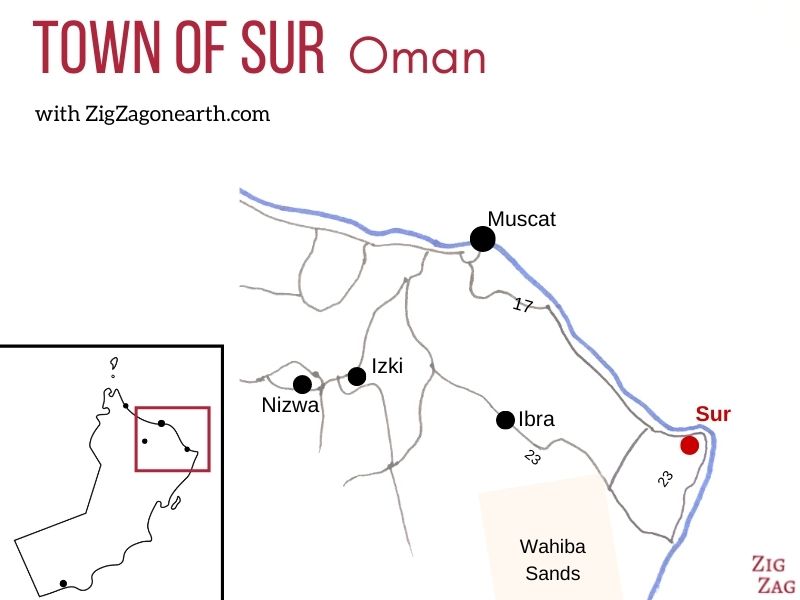 TOWN OF SUR Oman
with ZigZagonearth.com
Muscat
17
Izki
Nizwa
Ibra
Sur
23
23
Wahiba
Sands
ZIG
ZAG